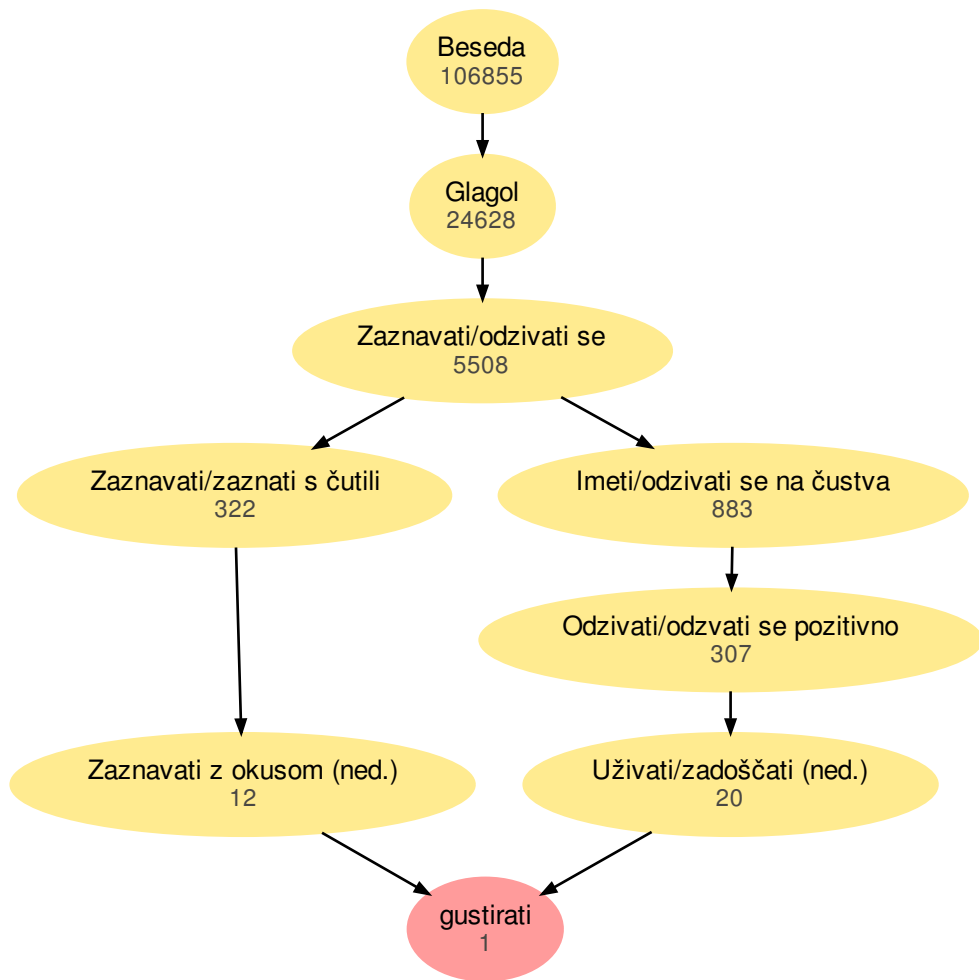 Beseda
106855
Glagol
24628
Zaznavati/odzivati se
5508
Zaznavati/zaznati s čutili
322
Imeti/odzivati se na čustva
883
Odzivati/odzvati se pozitivno
307
Zaznavati z okusom (ned.)
12
Uživati/zadoščati (ned.)
20
gustirati
1